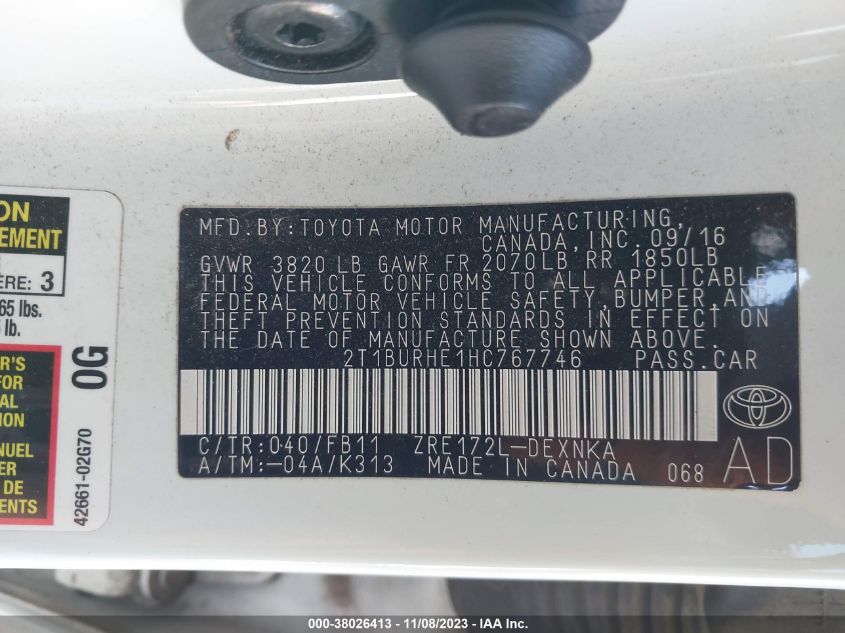 ON
EMENT
ÈRE: 3
65 lbs.
lb.
R'S
FOR
AL
TION
NUEL
ER
DE
ENTS
OG
42661-02G70
MFD. BY: TOYOTA MOTOR MANUFACTURING,
CANADA, INC. 09/16
GVWR 3820 LB GAWR FR 2070LB, RR 1850LB
THIS VEHICLE CONFORMS TO ALL APPLICABLE
FEDERAL MOTOR VEHICLE SAFETY, BUMPER, AND
THEFT PREVENTION STANDARDS IN EFFECT ON
THE DATE OF MANUFACTURE SHOWN ABOVE.
2T1BURHE1HC767746 PASS. CAR
C/TR: 040/FB11 ZRE172L-DEXNKA
A/TM: -04A/K313 MADE IN CANADA 068
AD
000-38026413 - 11/08/2023 - IAA Inc.